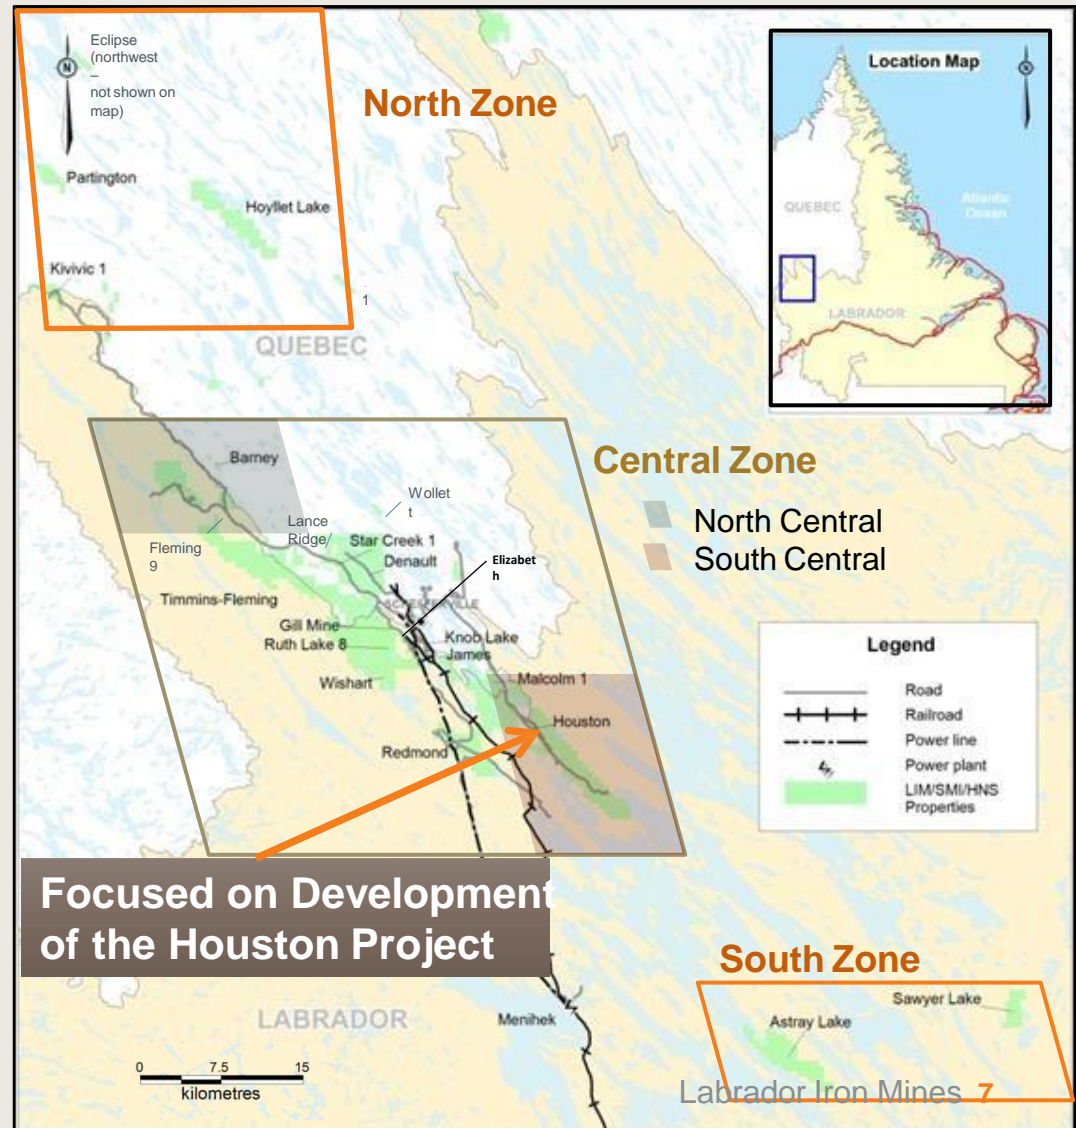 Eclipse
(northwest
–
not shown on
map)
N
North Zone
Location Map
Partington
Hoyllet Lake
QUEBEC
Atlantic
Ocean
Kivivic 1
1
LABRADOR
QUEBEC
Central Zone
Barney
North Central
South Central
Wollet
t
Lance
Ridge
Fleming
9
Star Creek 1
Denault
Elizabet
h
Timmins-Fleming
SCHEFFERVILLE
Gill Mine
Ruth Lake 8
Knob Lake
James
Wishart
Malcolm 1
Houston
Redmond
Legend
Road
Railroad
Power line
Power plant
LIM/SMI/HNS
Properties
Focused on Development
of the Houston Project
South Zone
Sawyer Lake
Astray Lake
LABRADOR
Menihek
0 7.5 15
kilometres
Labrador Iron Mines 7